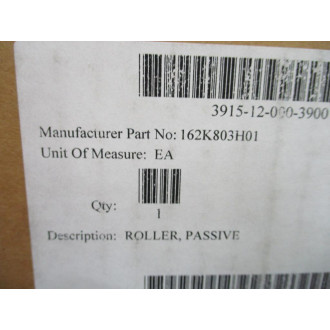 3915-12-000-3900
Manufacturer Part No: 162K803H01
Unit Of Measure: EA
Qty:
1
Description: ROLLER, PASSIVE